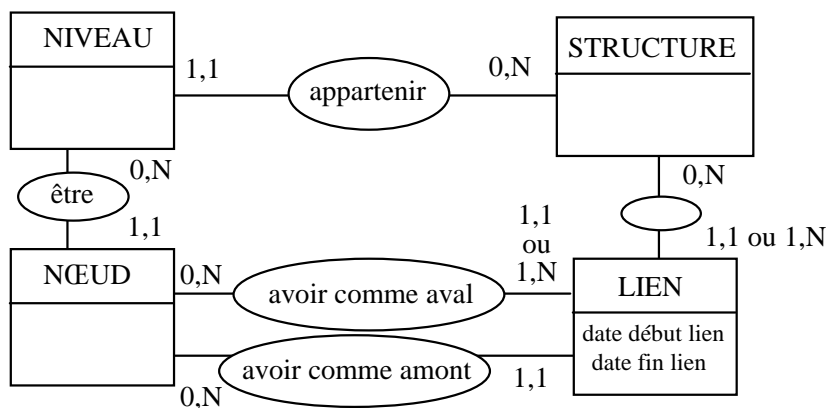 NIVEAU
STRUCTURE
1,1
0,N
appartenir
0,N
0,N
être
1,1
1,1
ou
1,N
1,1 ou 1,N
NŒUD
0,N
avoir comme aval
LIEN
date début lien
date fin lien
avoir comme amont
0,N
1,1